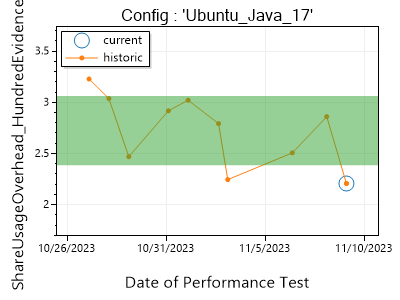 Config : 'Ubuntu_Java_17'
current
historic
ShareUsageOverhead_HundredEvidence
3.5
3
2.5
2
10/26/2023
10/31/2023
11/5/2023
11/10/2023
Date of Performance Test